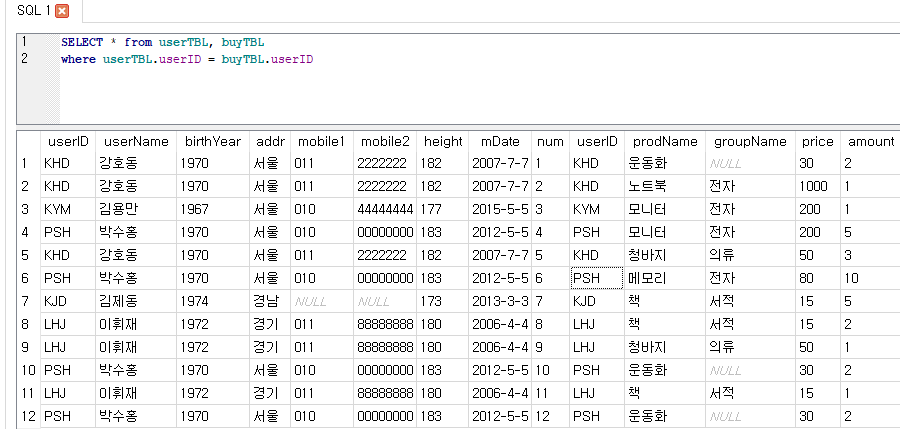 SQL 1
1 SELECT * from userTBL, buyTBL
2 where userTBL.userID = buyTBL.userID
userID userName birthYear addr mobile1 mobile2 height mDate num userID prodName groupName price amount
1 KHD 강호동 1970 서울 011 2222222 182 2007-7-7 1 KHD 운동화 NULL 30 2
2 KHD 강호동 1970 서울 011 2222222 182 2007-7-7 2 KHD 노트북 전자 1000 1
3 KYM 김용만 1967 서울 010 44444444 177 2015-5-5 3 KYM 모니터 전자 200 1
4 PSH 박수홍 1970 서울 010 00000000 183 2012-5-5 4 PSH 모니터 전자 200 5
5 KHD 강호동 1970 서울 011 2222222 182 2007-7-7 5 KHD 청바지 의류 50 3
6 PSH 박수홍 1970 서울 010 00000000 183 2012-5-5 6 PSH 메모리 전자 80 10
7 KJD 김제동 1974 경남 NULL NULL 173 2013-3-3 7 KJD 책 서적 15 5
8 LHJ 이휘재 1972 경기 011 88888888 180 2006-4-4 8 LHJ 책 서적 15 2
9 LHJ 이휘재 1972 경기 011 88888888 180 2006-4-4 9 LHJ 청바지 의류 50 1
10 PSH 박수홍 1970 서울 010 00000000 183 2012-5-5 10 PSH 운동화 NULL 30 2
11 LHJ 이휘재 1972 경기 011 88888888 180 2006-4-4 11 LHJ 책 서적 15 1
12 PSH 박수홍 1970 서울 010 00000000 183 2012-5-5 12 PSH 운동화 NULL 30 2